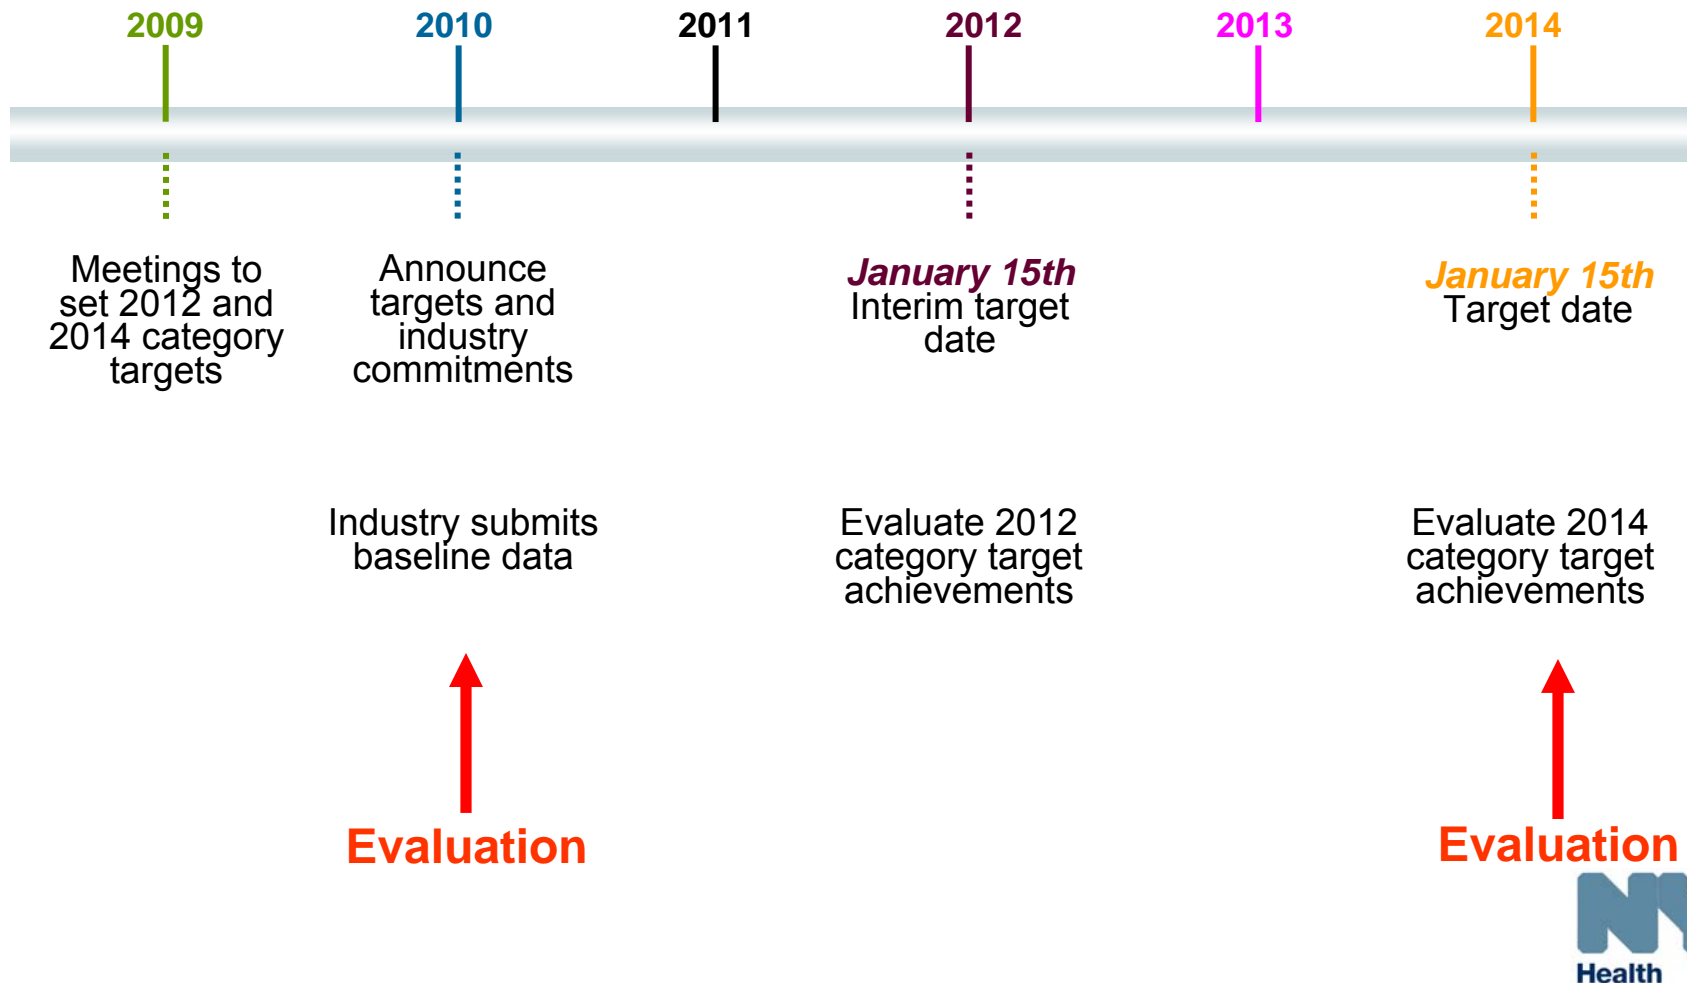 2009
2010
2011
2012
2013
2014
Meetings to
set 2012 and
2014 category
targets
Announce
targets and
industry
commitments
January 15th
Interim target
date
January 15th
Target date
Industry submits
baseline data
Evaluate 2012
category target
achievements
Evaluate 2014
category target
achievements
Evaluation
Evaluation
NY
Health